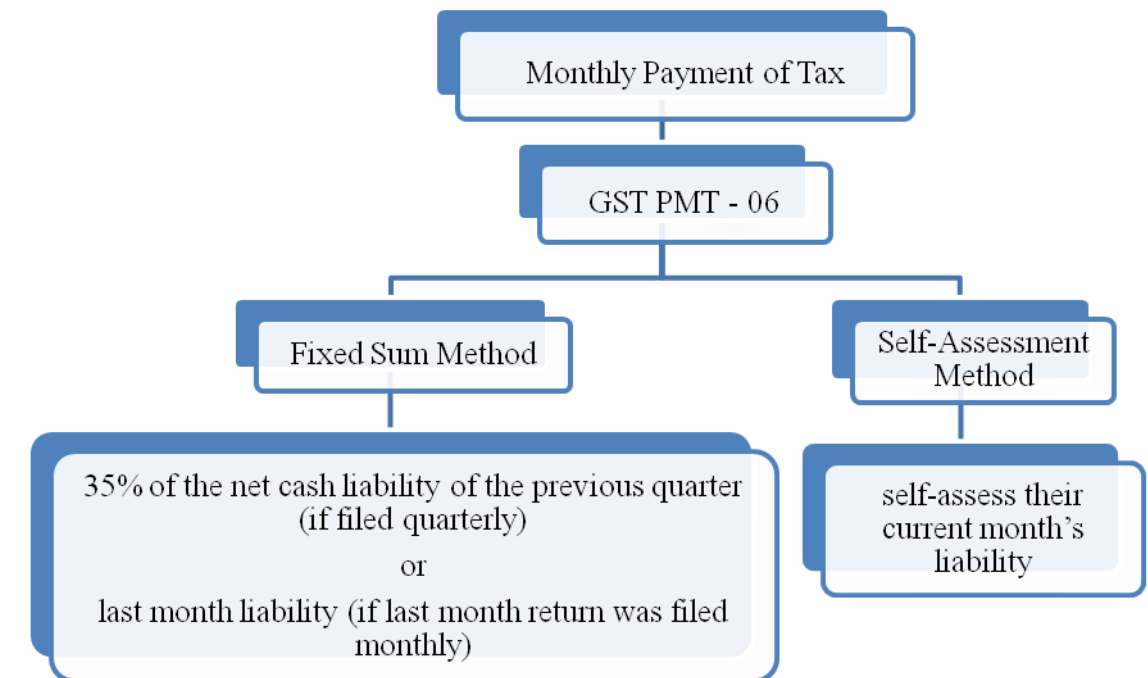 Monthly Payment of Tax
GST PMT - 06
Fixed Sum Method
Self-Assessment
Method
35% of the net cash liability of the previous quarter
(if filed quarterly)
or
last month liability (if last month return was filed
monthly)
self-assess their
current month’s
liability